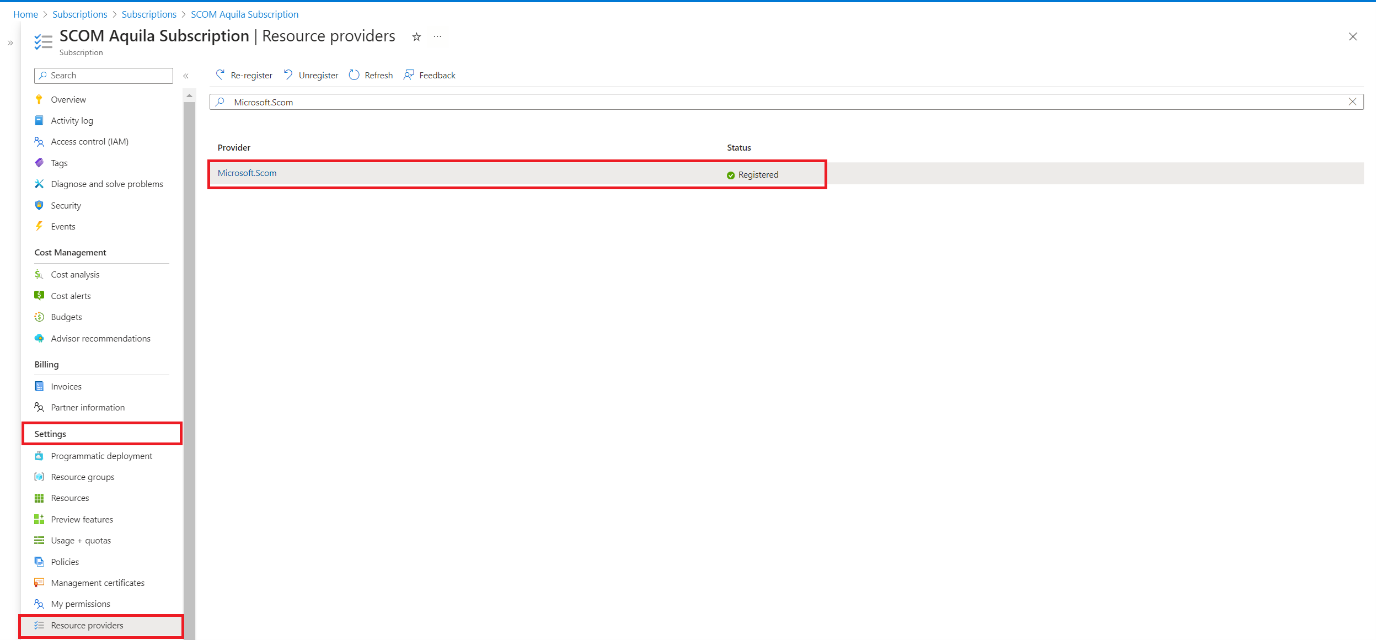 Home > Subscriptions > Subscriptions > SCOM Aquila Subscription
»
SCOM Aquila Subscription | Resource providers ☆ ···
Subscription
Search «
Re-register Unregister Refresh Feedback
Microsoft.Scom
Overview
Activity log
Access control (IAM)
Tags
Diagnose and solve problems
Security
Events
Cost Management
Cost analysis
Cost alerts
Budgets
Advisor recommendations
Billing
Invoices
Partner information
Settings
Programmatic deployment
Resource groups
Resources
Preview features
Usage + quotas
Policies
Management certificates
My permissions
Resource providers
Provider Status
Microsoft.Scom Registered